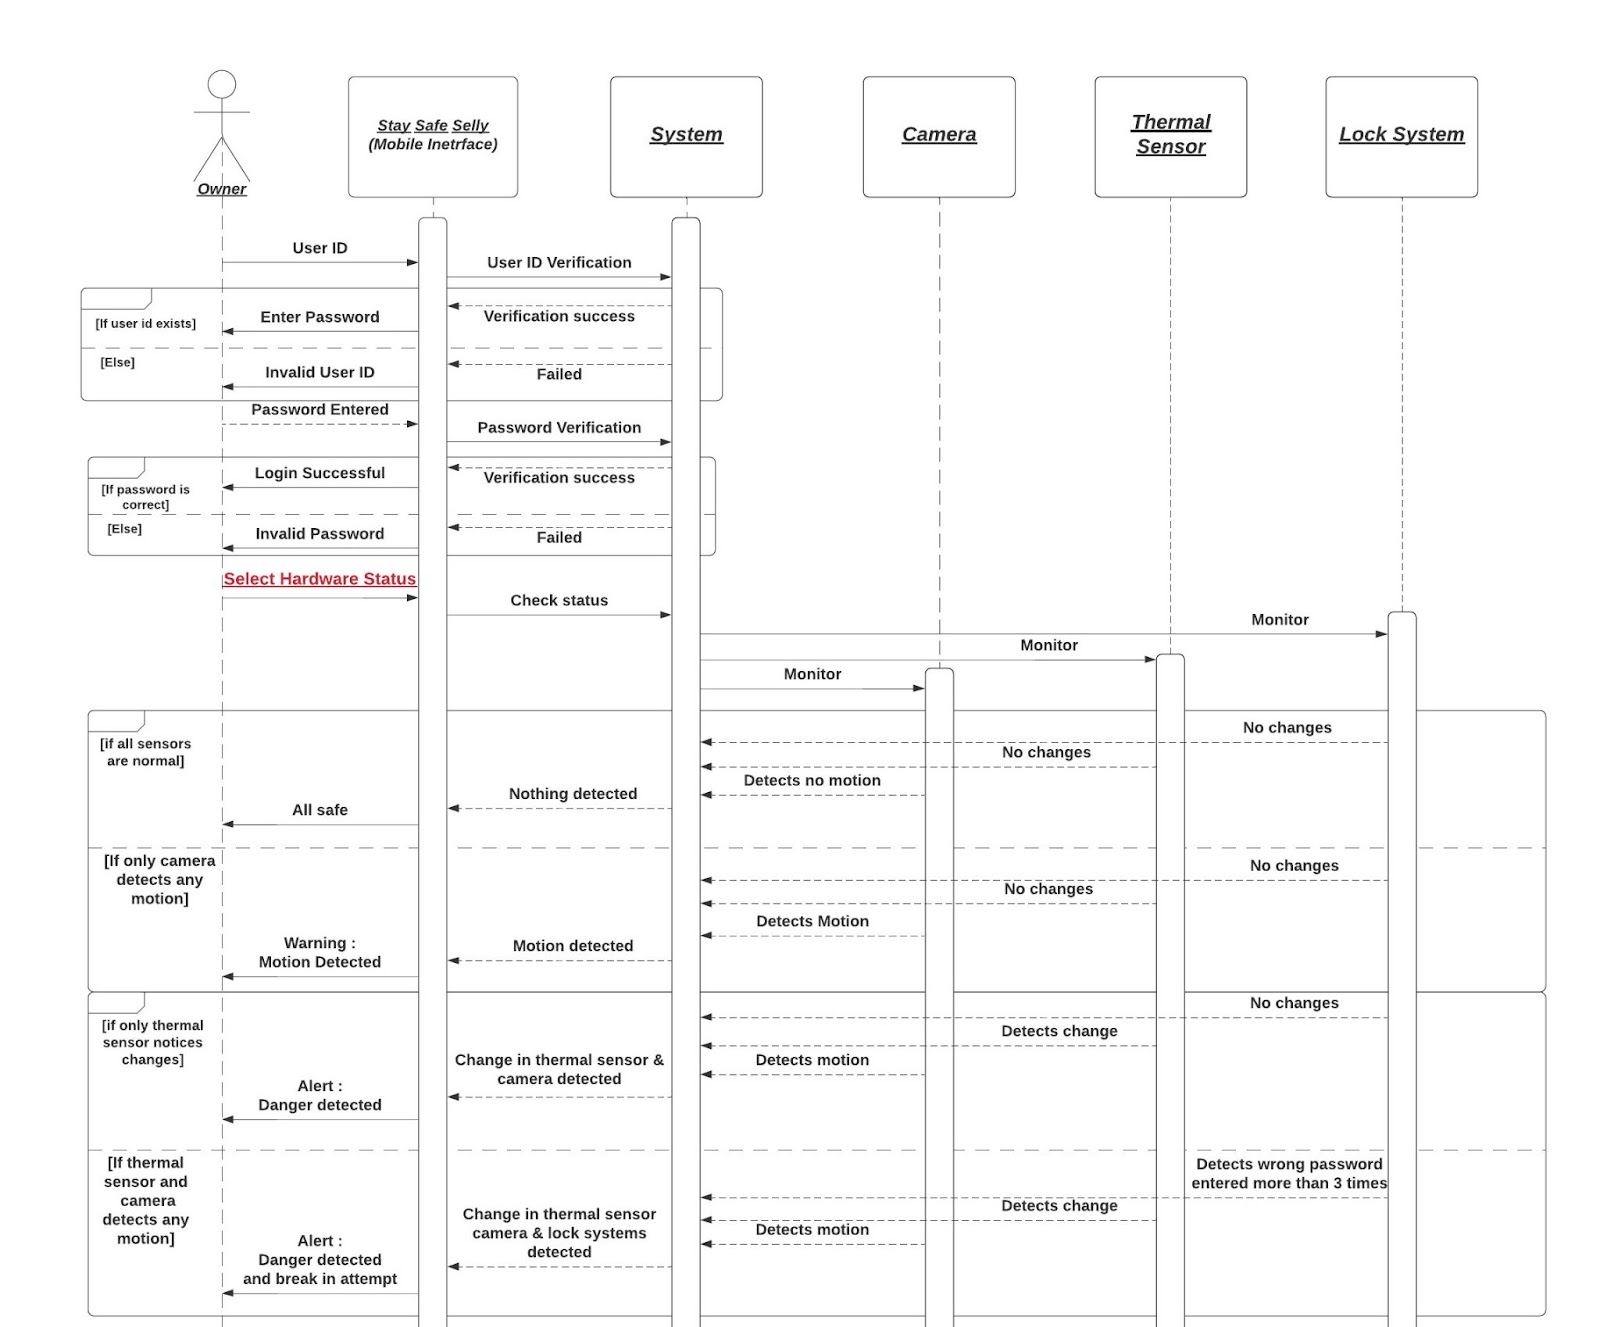 Owner
Stay Safe Selly
(Mobile Inetrface)
System
Camera
Thermal
Sensor
Lock System
User ID
User ID Verification
[If user id exists]
Enter Password
Verification success
[Else]
Invalid User ID
Failed
Password Entered
Password Verification
[If password is
correct]
Login Successful
Verification success
[Else]
Invalid Password
Failed
Select Hardware Status
Check status
Monitor
Monitor
Monitor
[if all sensors
are normal]
No changes
No changes
Detects no motion
Nothing detected
All safe
[If only camera
detects any
motion]
No changes
No changes
Detects Motion
Motion detected
Warning :
Motion Detected
[if only thermal
sensor notices
changes]
No changes
Detects change
Detects motion
Change in thermal sensor &
camera detected
Alert :
Danger detected
[If thermal
sensor and
camera
detects any
motion]
Detects wrong password
entered more than 3 times
Detects change
Detects motion
Change in thermal sensor
camera & lock systems
detected
Alert :
Danger detected
and break in attempt